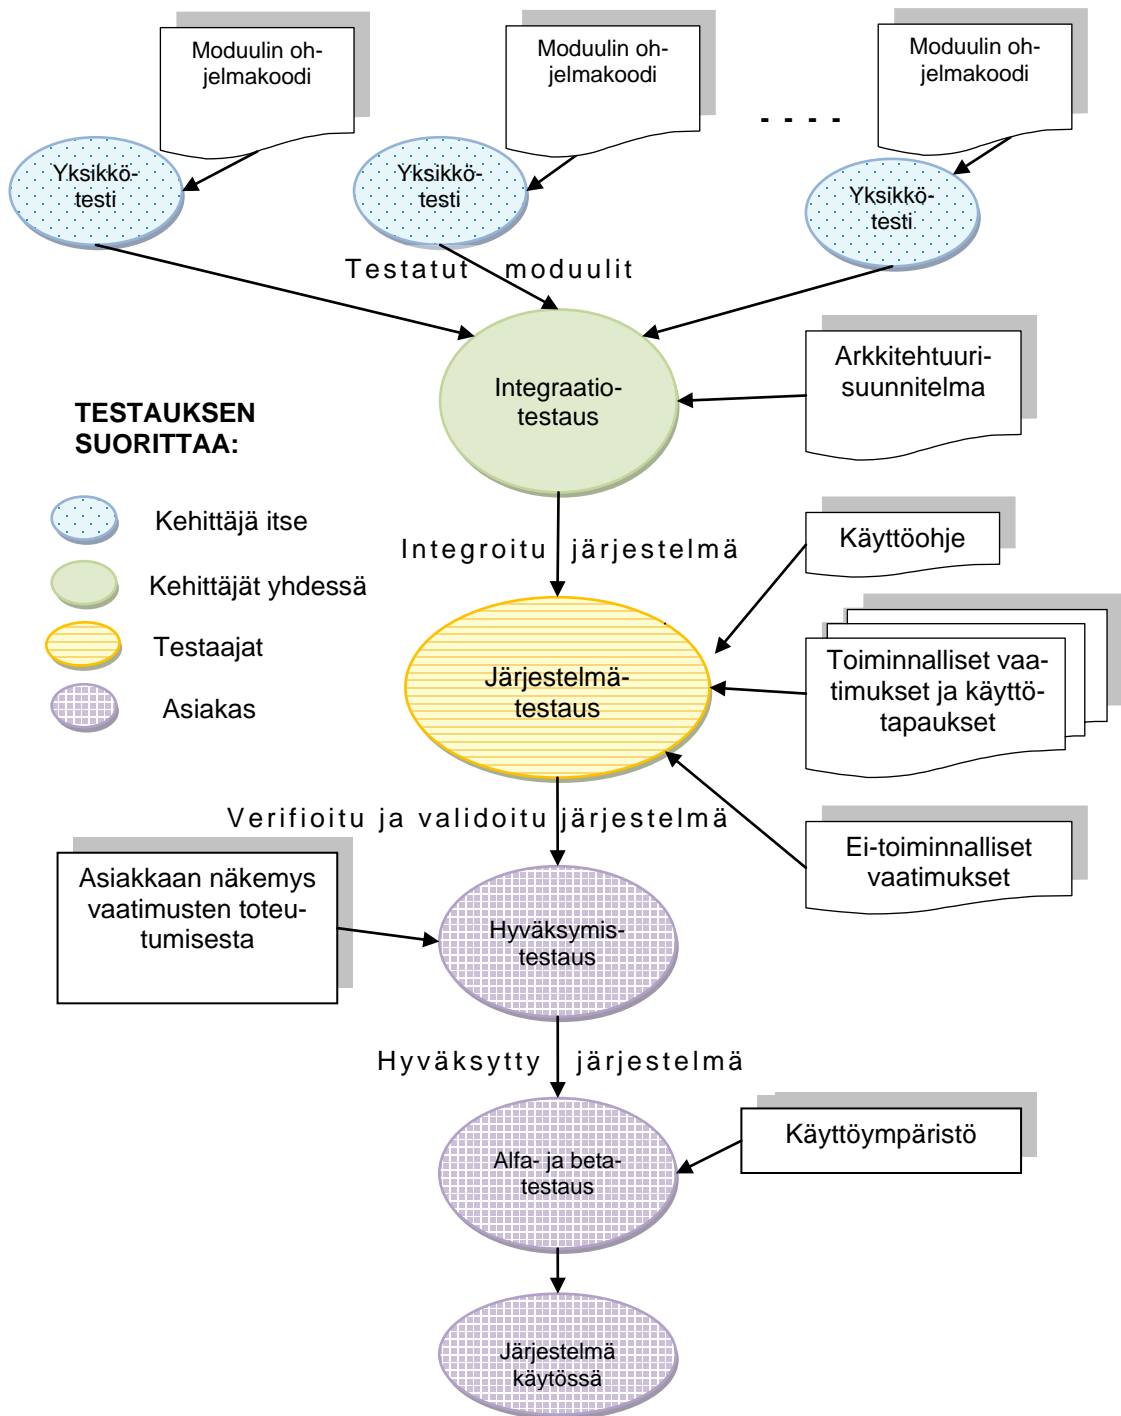 Moduulin oh-
jelmakoodi
Moduulin oh-
jelmakoodi
Moduulin oh-
jelmakoodi
- - - -
Yksikkö-
testi
Yksikkö-
testi
Yksikkö-
testi
Testatut moduulit
Integraatio-
testaus
Arkkitehtuuri-
suunnitelma
TESTAUKSEN
SUORITTAA:
Kehittäjä itse
Kehittäjät yhdessä
Testaajat
Asiakas
Integroitu järjestelmä
Käyttöohje
Järjestelmä-
testaus
Toiminnalliset vaa-
timukset ja käyttö-
tapaukset
Verifioitu ja validoitu järjestelmä
Ei-toiminnalliset
vaatimukset
Asiakkaan näkemys
vaatimusten toteu-
tumisesta
Hyväksymis-
testaus
Hyväksytty järjestelmä
Alfa- ja beta-
testaus
Käyttöympäristö
Järjestelmä
käytössä